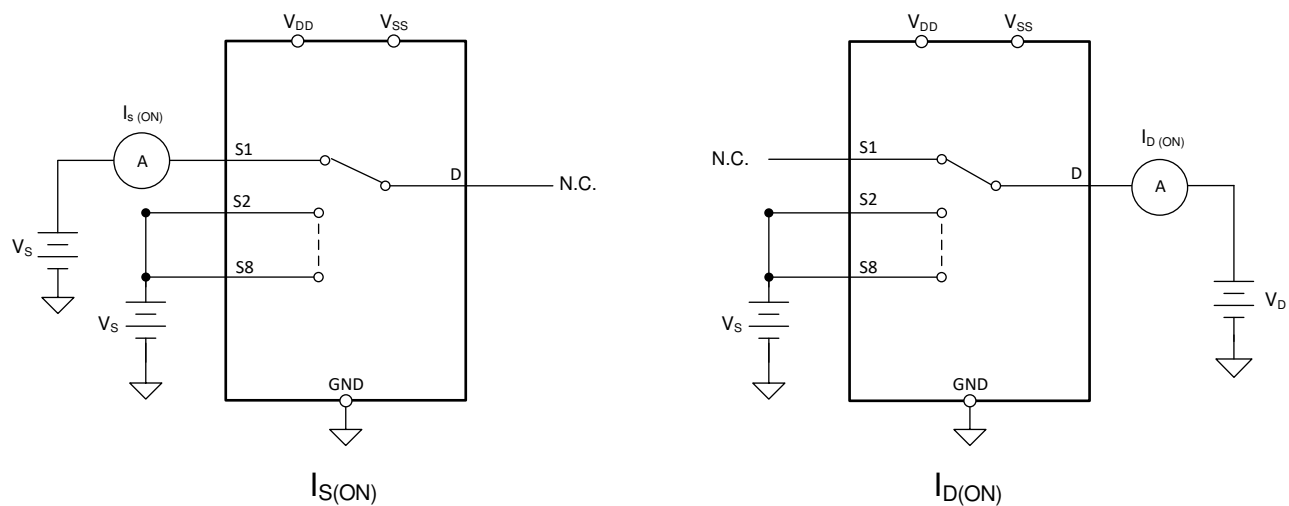 VDD VSS
Is (ON)
A
S1
D
N.C.
S2
VS
S8
VS
GND
IS(ON)
VDD VSS
ID (ON)
N.C.
S1
A
D
S2
S8
VS
VD
GND
ID(ON)